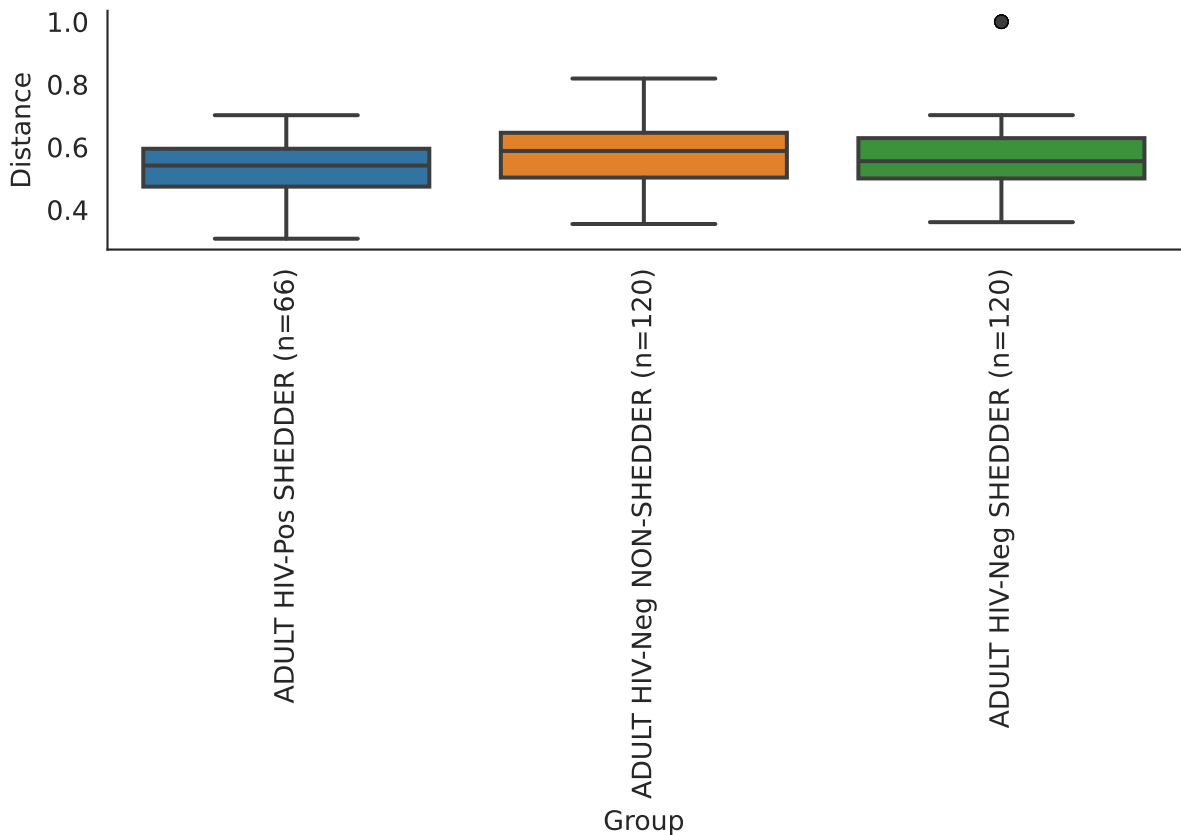 1.0
0.8
0.6
0.4
Distance
ADULT HIV-Pos SHEDDER (n=66)
ADULT HIV-Neg NON-SHEDDER (n=120)
ADULT HIV-Neg SHEDDER (n=120)
Group